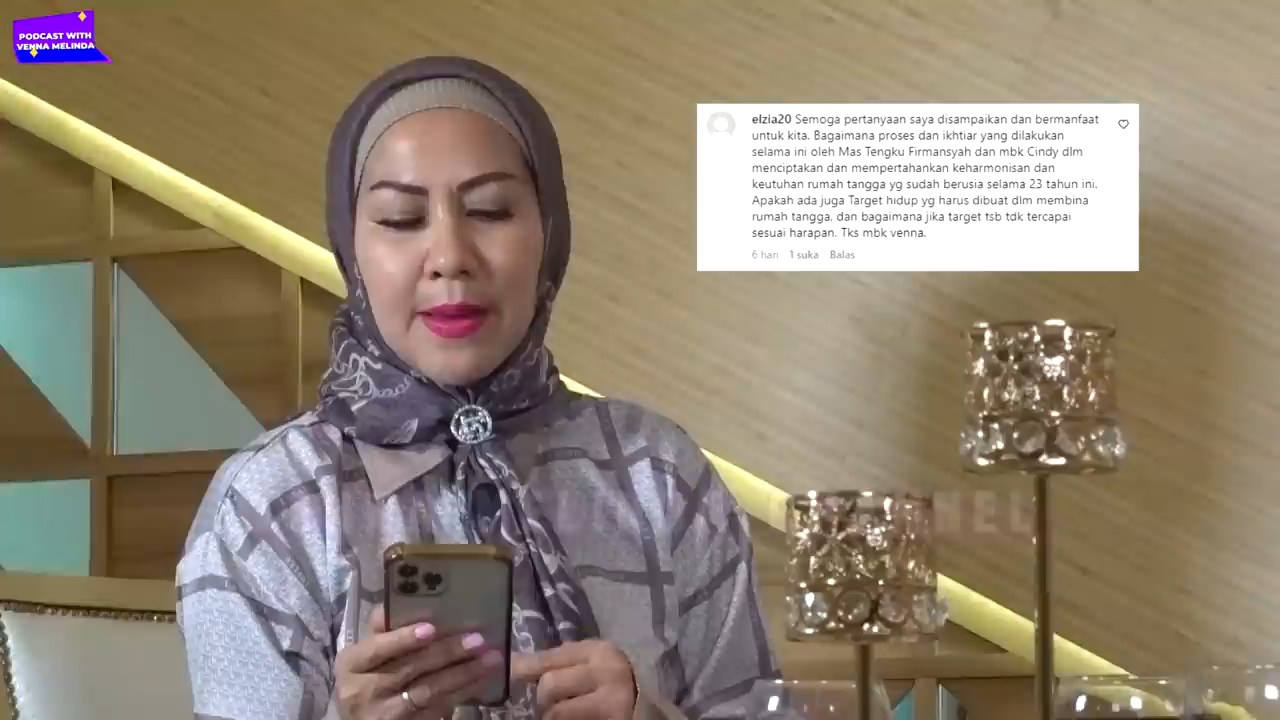 PODCAST WITH
VENNA MELINDA
elzia20 Semoga pertanyaan saya disampaikan dan bermanfaat
untuk kita. Bagaimana proses dan ikhtiar yang dilakukan
selama ini oleh Mas Tengku Firmansyah dan mbk Cindy dlm
menciptakan dan mempertahankan keharmonisan dan
keutuhan rumah tangga yg sudah berusia selama 23 tahun ini.
Apakah ada juga Target hidup yg harus dibuat dlm membina
rumah tangga, dan bagaimana jika target tsb tdk tercapai
sesuai harapan. Tks mbk venna.
6 hari 1 suka Balas